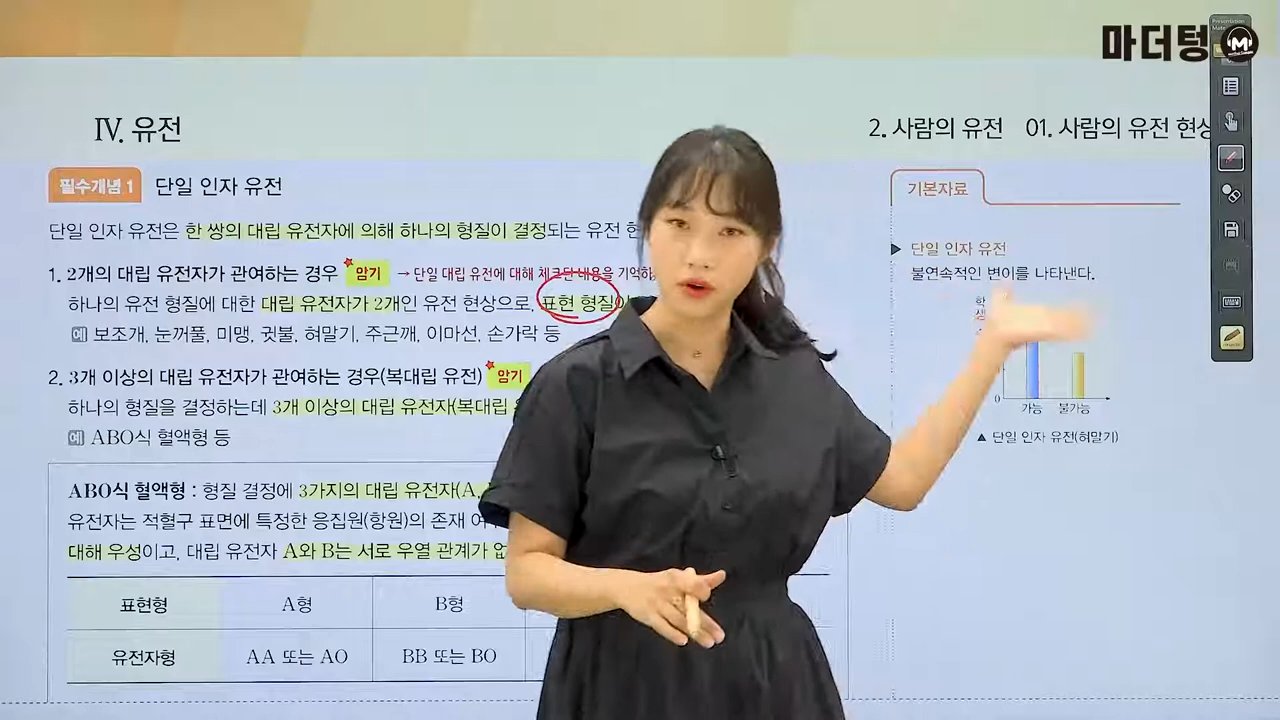 마더텅
IV. 유전
2. 사람의 유전 01. 사람의 유전 현상
필수개념 1 단일 인자 유전
단일 인자 유전은 한 쌍의 대립 유전자에 의해 하나의 형질이 결정되는 유전
1. 2개의 대립 유전자가 관여하는 경우 암기 → 단일 대립 유전에 대해 체크된 내용을
하나의 유전 형질에 대한 대립 유전자가 2개인 유전 현상으로, 표현 형질이
예 보조개, 눈꺼풀, 미맹, 귓불, 혀말기, 주근깨, 이마선, 손가락 등
2. 3개 이상의 대립 유전자가 관여하는 경우(복대립 유전) 암기
하나의 형질을 결정하는데 3개 이상의 대립 유전자(복대립
예 ABO식 혈액형 등
ABO식 혈액형 : 형질 결정에 3가지의 대립 유전자(A,
유전자는 적혈구 표면에 특정한 응집원(항원)의 존재
대해 우성이고, 대립 유전자 A와 B는 서로 우열 관계가
표현형 A형 B형
유전자형 AA 또는 AO BB 또는 BO
기본자료
▶ 단일 인자 유전
불연속적인 변이를 나타낸다.
0
가능 불가능
▲ 단일 인자 유전(혀말기)